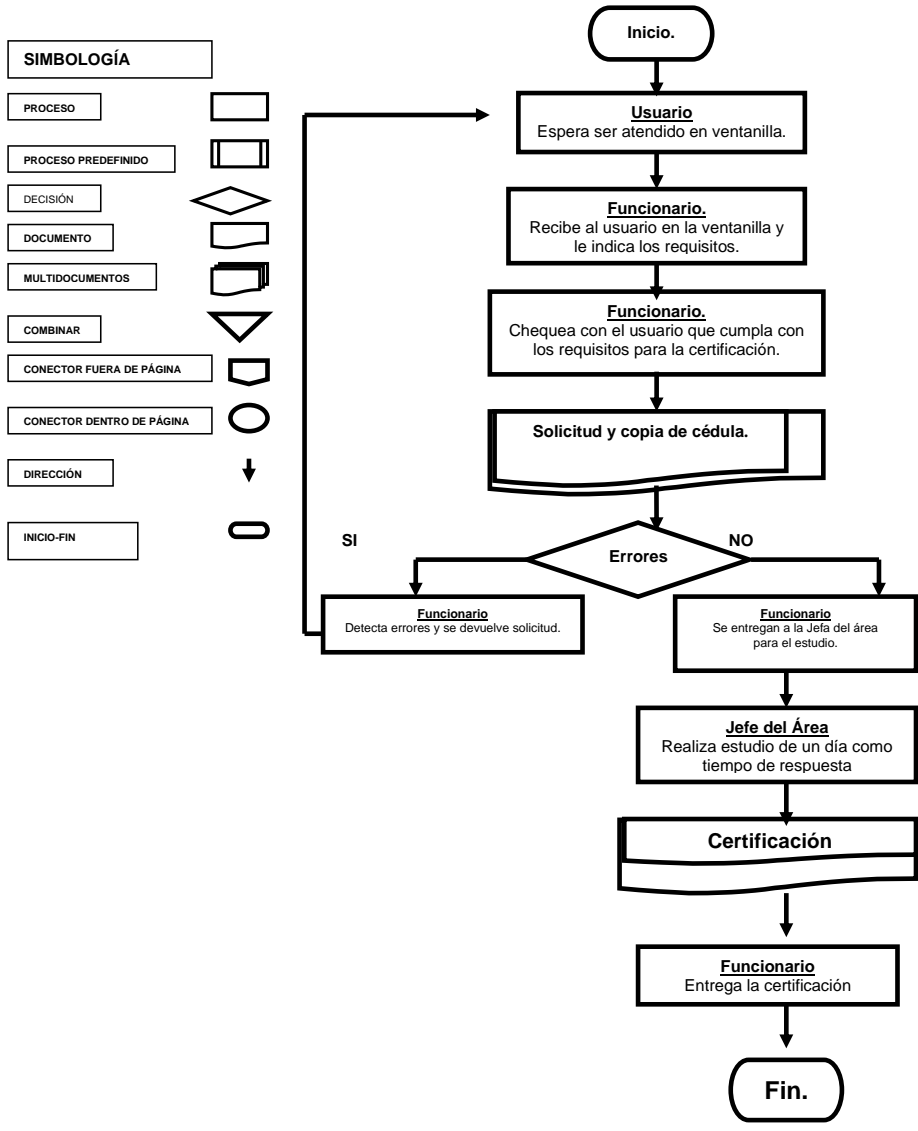 SIMBOLOGÍA
PROCESO
PROCESO PREDEFINIDO
DECISIÓN
DOCUMENTO
MULTIDOCUMENTOS
COMBINAR
CONECTOR FUERA DE PÁGINA
CONECTOR DENTRO DE PÁGINA
DIRECCIÓN
INICIO-FIN
Inicio.
Usuario
Espera ser atendido en ventanilla.
Funcionario.
Recibe al usuario en la ventanilla y
le indica los requisitos.
Funcionario.
Chequea con el usuario que cumpla con
los requisitos para la certificación.
Solicitud y copia de cédula.
Errores
SI
NO
Funcionario
Detecta errores y se devuelve solicitud.
Funcionario
Se entregan a la Jefa del área
para el estudio.
Jefe del Área
Realiza estudio de un día como
tiempo de respuesta
Certificación
Funcionario
Entrega la certificación
Fin.